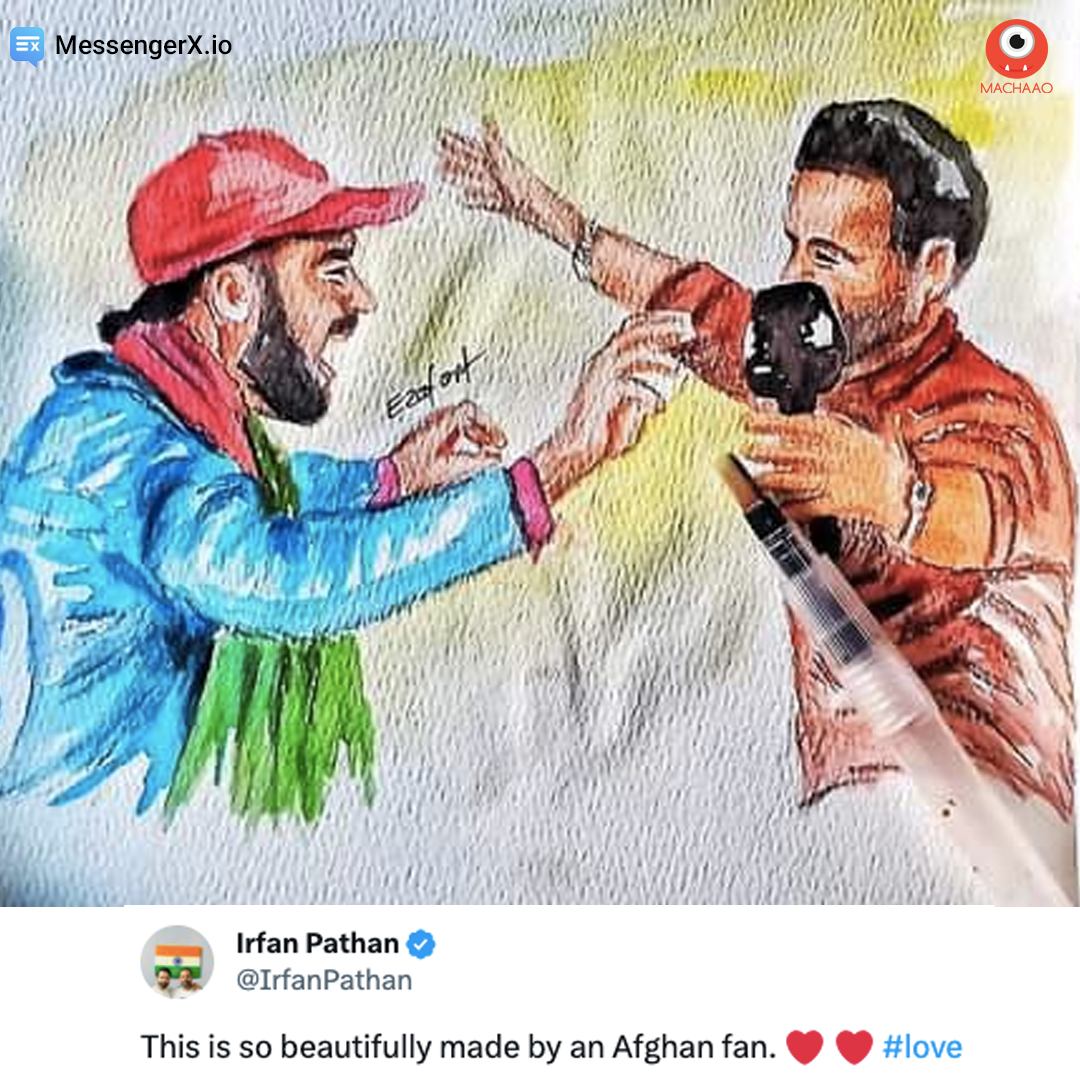 MessengerX.io
MACHAAO
Irfan Pathan
@IrfanPathan
This is so beautifully made by an Afghan fan. ❤️ ❤️ #love